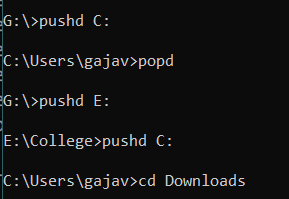 G:\>pushd C:
C:\Users\gajav>popd
G:\>pushd E:
E:\College>pushd C:
C:\Users\gajav>cd Downloads